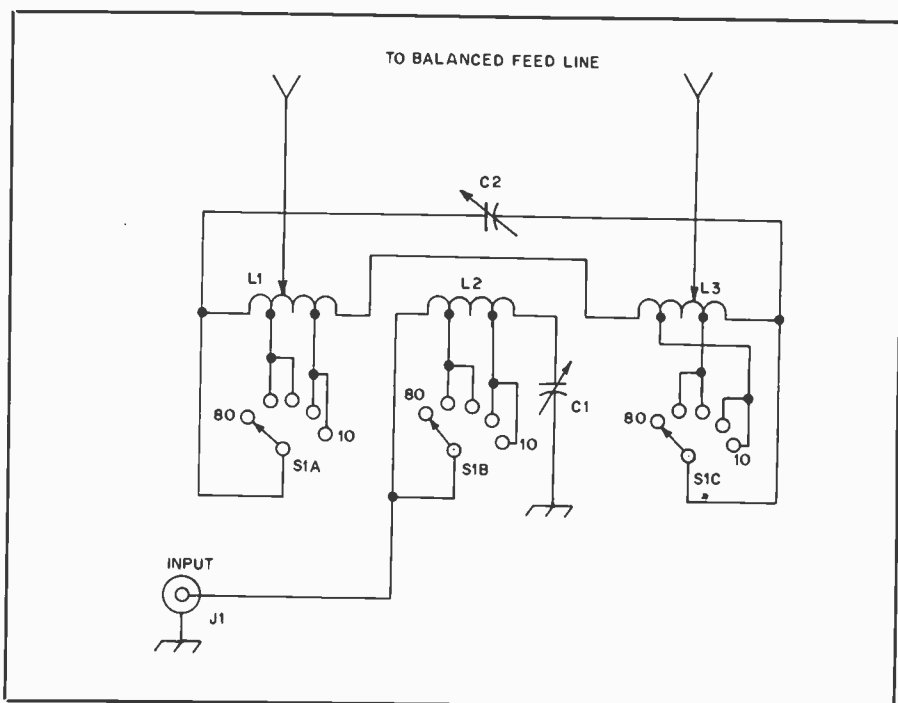 TO BALANCED FEED LINE
C2
L1
L2
L3
C1
80
10
S1A
80
10
S1B
80
10
S1C
INPUT
J1